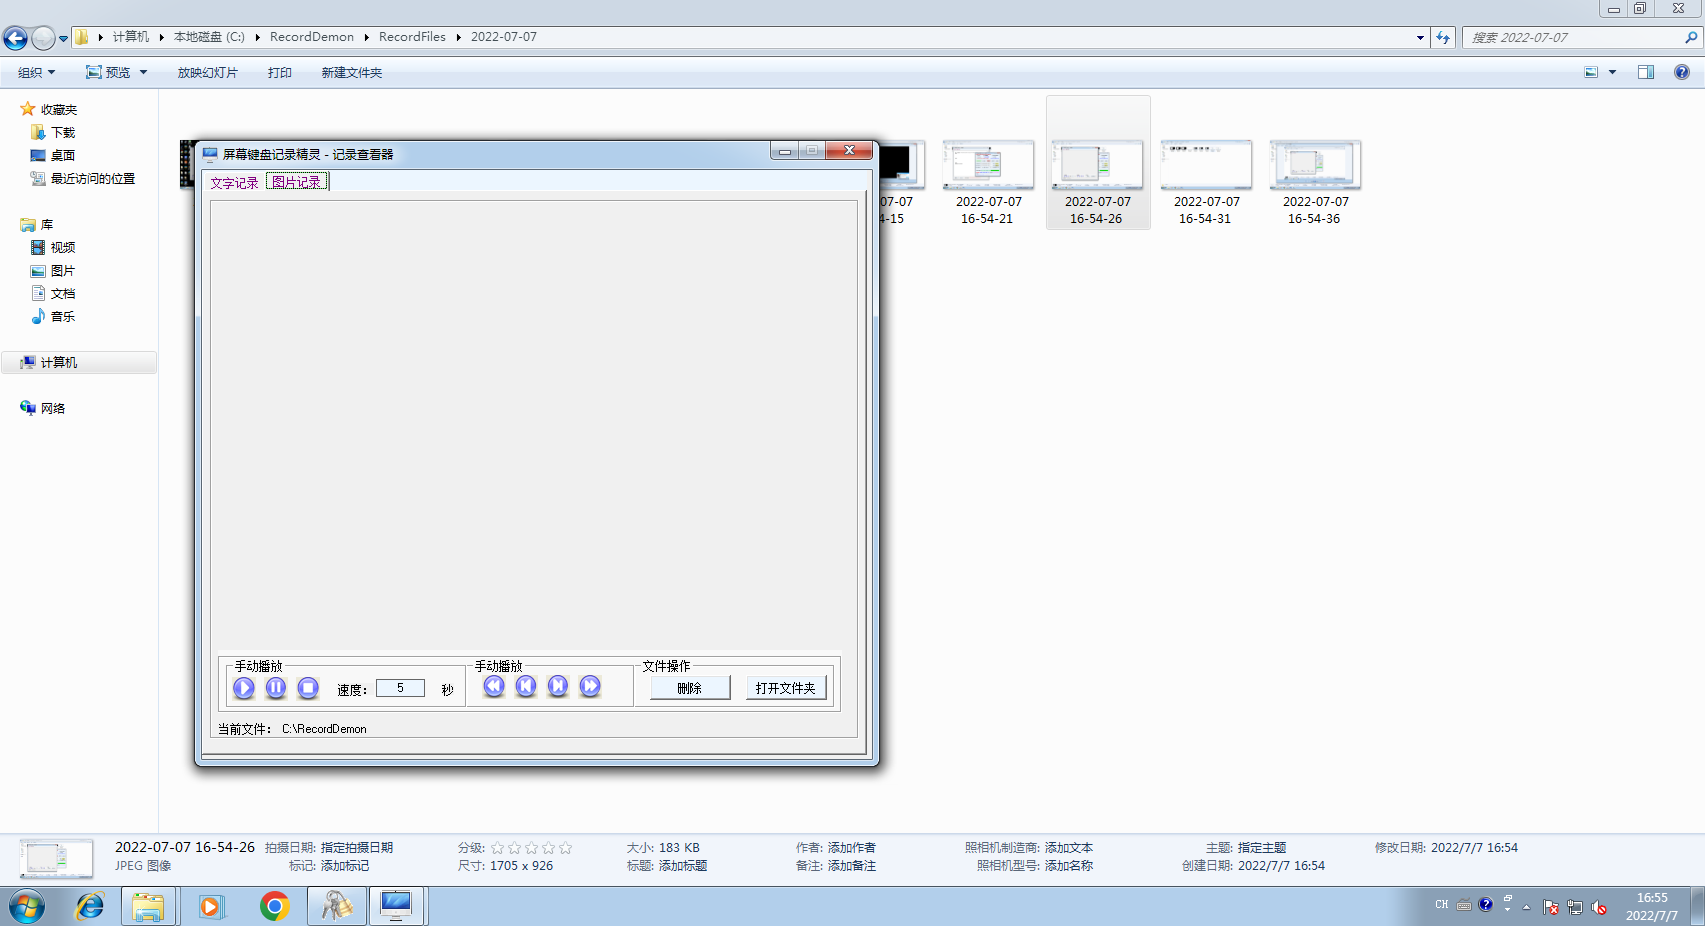 计算机 本地磁盘 (C:) RecordDemon RecordFiles 2022-07-07
搜索 2022-07-07
组织 预览 放映幻灯片 打印 新建文件夹
收藏夹
下载
桌面
最近访问的位置
库
视频
图片
文档
音乐
计算机
网络
屏幕键盘记录精灵 - 记录查看器
文字记录 图片记录
手动播放
速度： 5 秒
手动播放
文件操作
删除 打开文件夹
当前文件： C:\RecordDemon
07-07
4-15
2022-07-07
16-54-21
2022-07-07
16-54-26
2022-07-07
16-54-31
2022-07-07
16-54-36
2022-07-07 16-54-26 拍摄日期: 指定拍摄日期 分级: 大小: 183 KB 作者: 添加作者 照相机制造商: 添加文本 主题: 指定主题 修改日期: 2022/7/7 16:54
JPEG 图像 标记: 添加标记 尺寸: 1705 x 926 标题: 添加标题 备注: 添加备注 照相机型号: 添加名称 创建日期: 2022/7/7 16:54
CH
16:55
2022/7/7